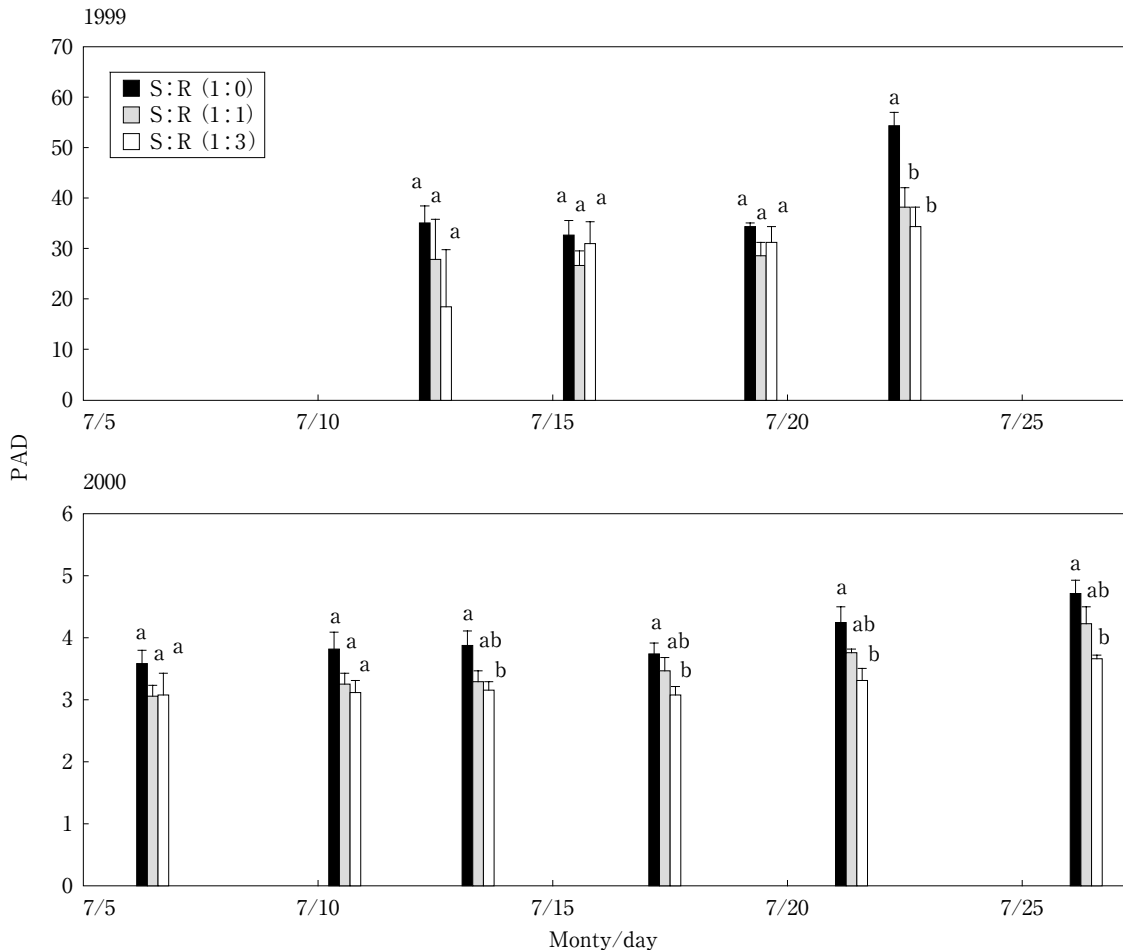 1999
70
60
50
40
30
20
10
0
S:R (1:0)
S:R (1:1)
S:R (1:3)
a a a
a a a
a a a
a b b
7/5 7/10 7/15 7/20 7/25
PAD
2000
6
5
4
3
2
1
0
a a a
a a a
a ab b
a ab b
a ab b
a ab b
7/5 7/10 7/15 7/20 7/25
Monty/day